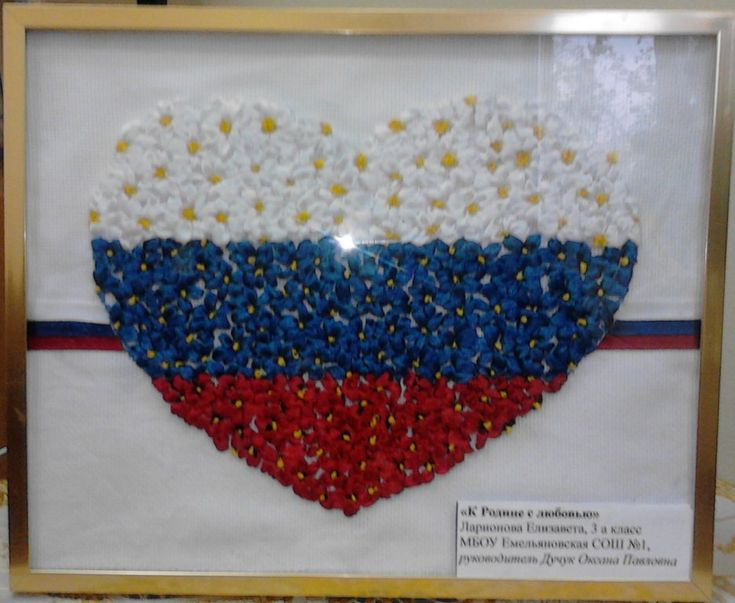 «К Родине с любовью»
Ларионова Елизавета, 3 а класс
МБОУ Емельяновская СОШ №1,
руководитель Дучук Оксана Павловна